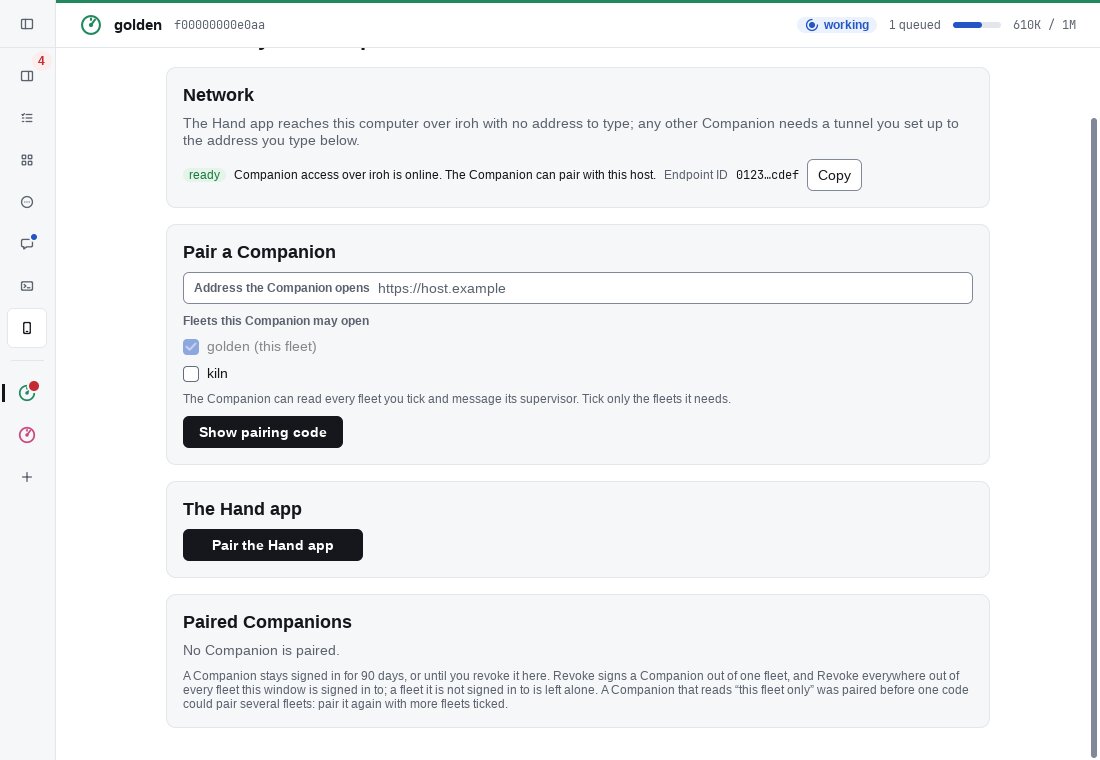 golden f00000000e0aa working 1 queued 610K / 1M
4
Network
The Hand app reaches this computer over iroh with no address to type; any other Companion needs a tunnel you set up to
the address you type below.
ready Companion access over iroh is online. The Companion can pair with this host. Endpoint ID 0123…cdef Copy
Pair a Companion
Address the Companion opens https://host.example
Fleets this Companion may open
golden (this fleet)
kiln
The Companion can read every fleet you tick and message its supervisor. Tick only the fleets it needs.
Show pairing code
The Hand app
Pair the Hand app
Paired Companions
No Companion is paired.
A Companion stays signed in for 90 days, or until you revoke it here. Revoke signs a Companion out of one fleet, and Revoke everywhere out of
every fleet this window is signed in to; a fleet it is not signed in to is left alone. A Companion that reads “this fleet only” was paired before one code
could pair several fleets: pair it again with more fleets ticked.